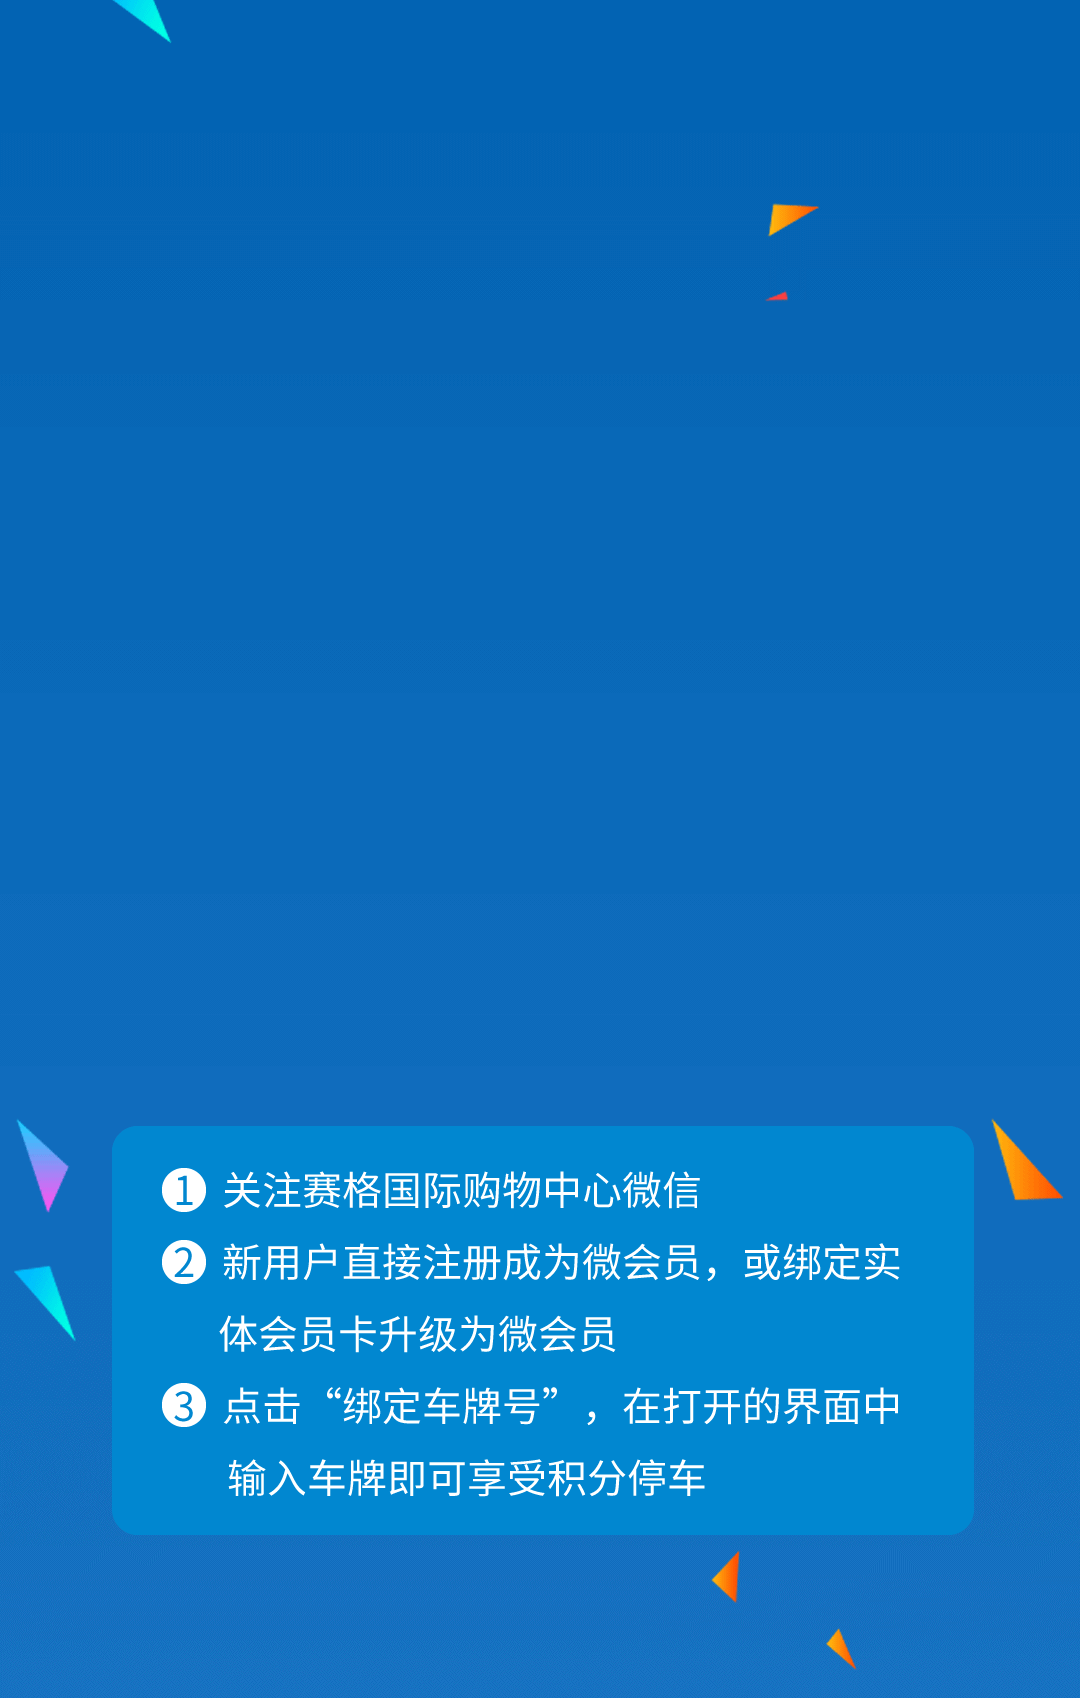 ❶ 关注赛格国际购物中心微信
❷ 新用户直接注册成为微会员，或绑定实
体会员卡升级为微会员
❸ 点击“绑定车牌号”，在打开的界面中
输入车牌即可享受积分停车